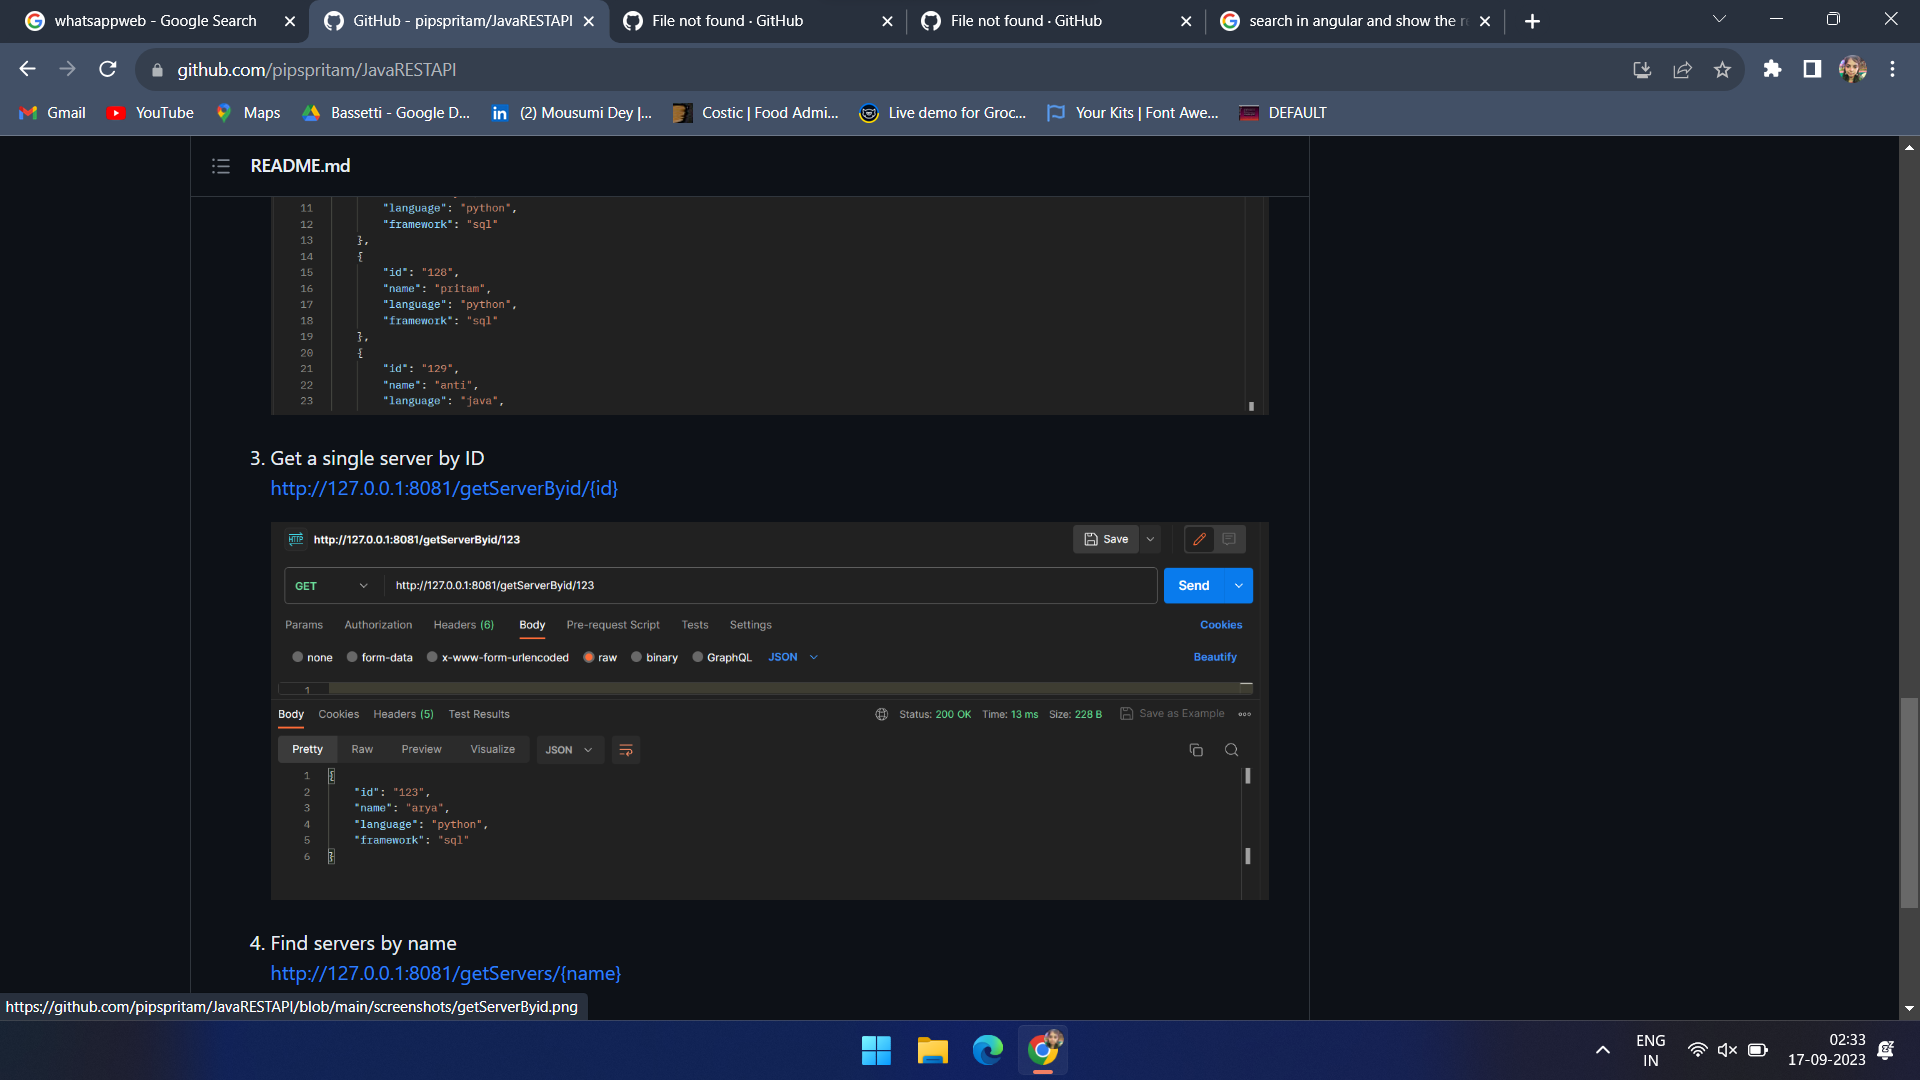 whatsappweb - Google Search
GitHub - pipspritam/JavaRESTAPI
File not found · GitHub
File not found · GitHub
search in angular and show the r
github.com/pipspritam/JavaRESTAPI
Gmail
YouTube
Maps
Bassetti - Google D...
(2) Mousumi Dey |...
Costic | Food Admi...
Live demo for Groc...
Your Kits | Font Awe...
DEFAULT
README.md
11 "language": "python",
12 "framework": "sql"
13 },
14 {
15 "id": "128",
16 "name": "pritam",
17 "language": "python",
18 "framework": "sql"
19 },
20 {
21 "id": "129",
22 "name": "anti",
23 "language": "java",
3. Get a single server by ID
http://127.0.0.1:8081/getServerByid/{id}
HTTP http://127.0.0.1:8081/getServerByid/123 Save
GET http://127.0.0.1:8081/getServerByid/123 Send
Params Authorization Headers (6) Body Pre-request Script Tests Settings Cookies
none form-data x-www-form-urlencoded raw binary GraphQL JSON Beautify
1
Body Cookies Headers (5) Test Results Status: 200 OK Time: 13 ms Size: 228 B Save as Example
Pretty Raw Preview Visualize JSON
1 {
2 "id": "123",
3 "name": "arya",
4 "language": "python",
5 "framework": "sql"
6 }
4. Find servers by name
http://127.0.0.1:8081/getServers/{name}
https://github.com/pipspritam/JavaRESTAPI/blob/main/screenshots/getServerByid.png
ENG
IN
02:33
17-09-2023